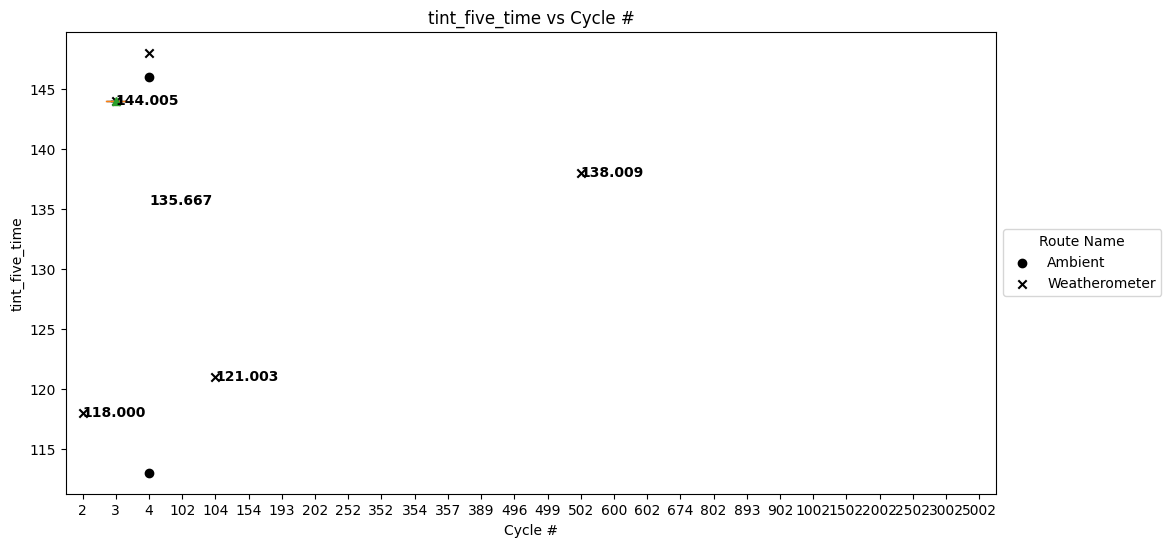 tint_five_time vs Cycle #
145
140
135
130
125
120
115
tint_five_time
144.005
135.667
138.009
121.003
118.000
2 3 4 102 104 154 193 202 252 352 354 357 389 496 499 502 600 602 674 802 893 902 1002 1502 2002 2502 3002 5002
Cycle #
Route Name
Ambient
Weatherometer